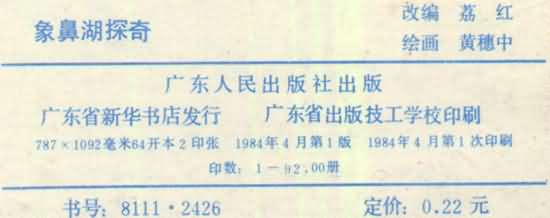 象鼻湖探奇
改编 荔红
绘画 黄穗中
广东人民出版社出版
广东省新华书店发行 广东省出版技工学校印刷
787×1092毫米64开本2印张 1984年4月第1版 1984年4月第1次印刷
印数：1—92,00册
书号：8111·2426 定价：0.22元